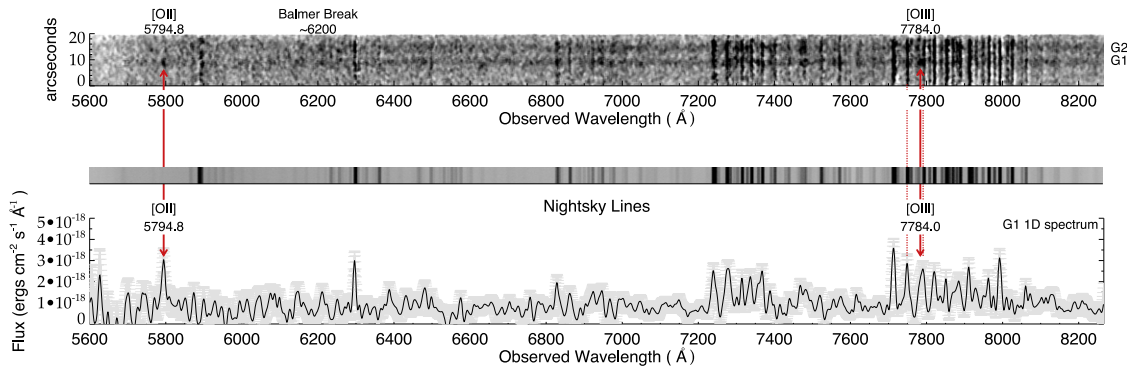 [OII] Balmer Break [OIII]
5794.8 ~6200 7784.0
20
10
0
arcseconds
G2
G1
5600 5800 6000 6200 6400 6600 6800 7000 7200 7400 7600 7800 8000 8200
Observed Wavelength ( Å)
Nightsky Lines
[OII] [OIII]
5794.8 7784.0
G1 1D spectrum
5•10⁻¹⁸
4•10⁻¹⁸
3•10⁻¹⁸
2•10⁻¹⁸
1•10⁻¹⁸
0
Flux (ergs cm⁻² s⁻¹ Å⁻¹)
5600 5800 6000 6200 6400 6600 6800 7000 7200 7400 7600 7800 8000 8200
Observed Wavelength ( Å)